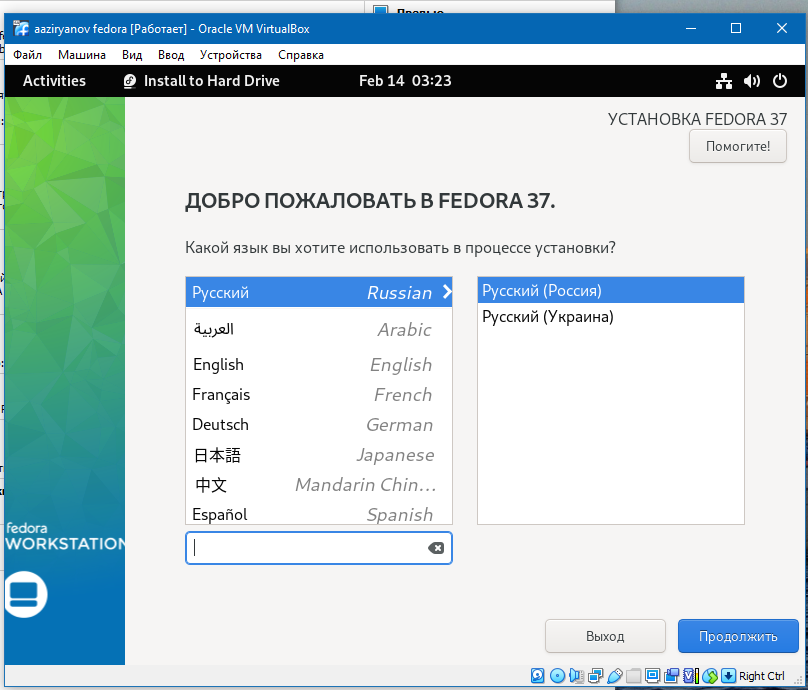 aaziryanov fedora [Работает] - Oracle VM VirtualBox
Файл Машина Вид Ввод Устройства Справка
Activities Install to Hard Drive Feb 14 03:23
УСТАНОВКА FEDORA 37
Помогите!
ДОБРО ПОЖАЛОВАТЬ В FEDORA 37.
Какой язык вы хотите использовать в процессе установки?
Русский Russian
العربية Arabic
English English
Français French
Deutsch German
日本語 Japanese
中文 Mandarin Chin...
Español Spanish
Русский (Россия)
Русский (Украина)
fedora
WORKSTATION
Выход Продолжить
Right Ctrl